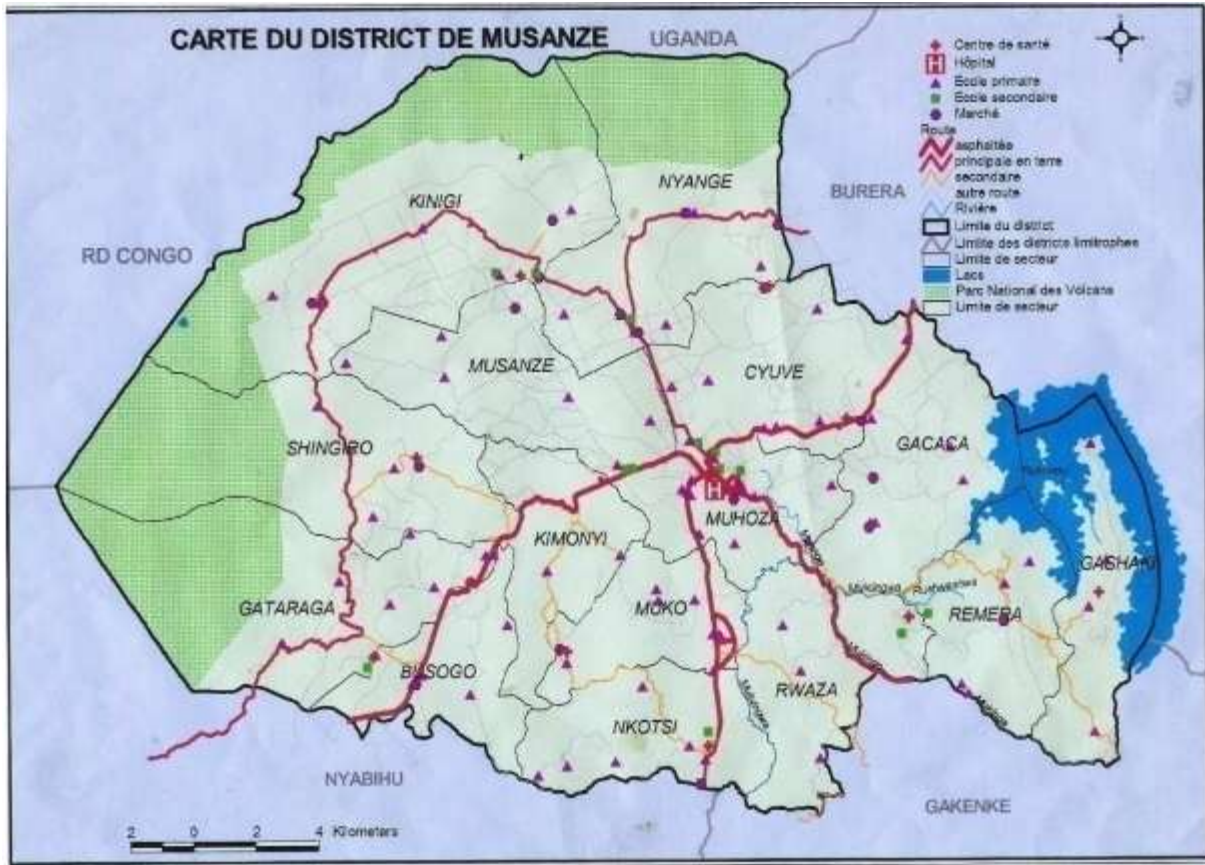 CARTE DU DISTRICT DE MUSANZE
UGANDA
Centre de santé
H Hôpital
Ecole primaire
Ecole secondaire
Marché
Route
asphaltée
principale en terre
secondaire
autre route
Rivière
Limite du district
Limitite des districts limitrophes
Limite de secteur
Lacs
Parc National des Volcans
Limite de secteur
NYANGE
BURERA
KINIGI
RD CONGO
MUSANZE
CYUVE
SHINGIRO
GACACA
H
MUHOZA
KIMONYI
GASHAKI
Mukungwa
GATARAGA
MUKO
REMERA
BUSOGO
RWAZA
NKOTSI
NYABIHU
GAKENKE
2 0 2 4 Kilometers